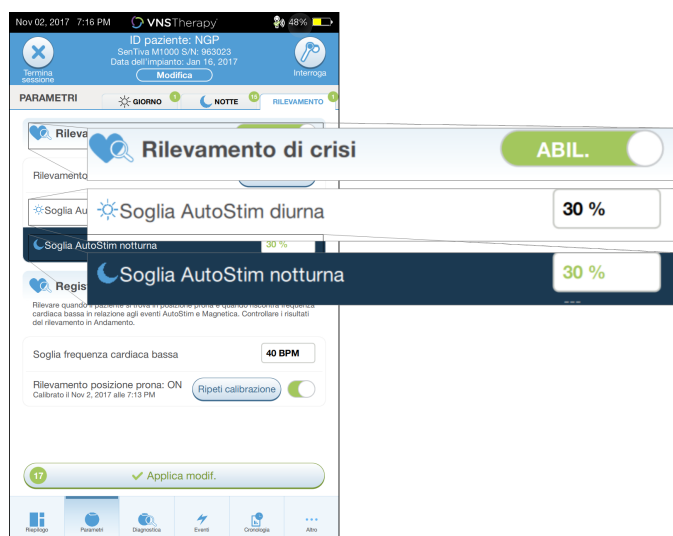 Nov 02, 2017 7:16 PM VNSTherapy 48%
ID paziente: NGP
SenTiva M1000 S/N: 963023
Data dell'impianto: Jan 16, 2017
Termina sessione Modifica Interroga
PARAMETRI GIORNO 1 NOTTE 15 RILEVAMENTO 1
Rileva
Rilevamento di crisi ABIL.
Rilevamento
Soglia Au
Soglia AutoStim diurna 30 %
Soglia AutoStim notturna 30 %
Soglia AutoStim notturna 30 %
---
Regis
Rilevare quando il paziente si trova in posizione prona e quando riscontra frequenza
cardiaca bassa in relazione agli eventi AutoStim e Magnetica. Controllare i risultati
del rilevamento in Andamento.
Soglia frequenza cardiaca bassa 40 BPM
Rilevamento posizione prona: ON
Calibrato il Nov 2, 2017 alle 7:13 PM
Ripeti calibrazione
17 Applica modif.
Riepilogo Parametri Diagnostica Eventi Cronologia Altro